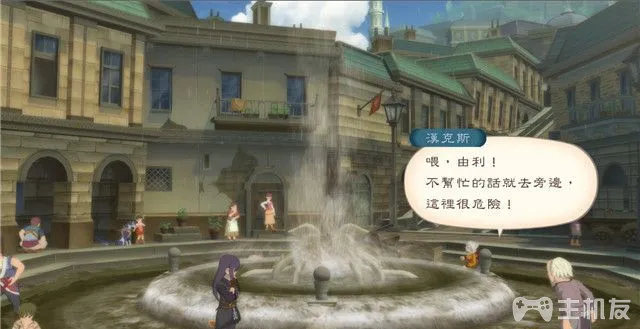 漢克斯
喂，由利！
不幫忙的話就去旁邊，
這裡很危險！
主机友